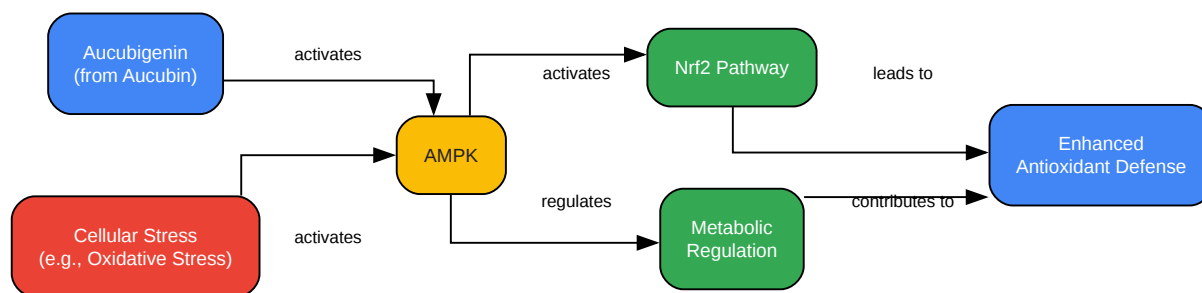 Aucubigenin
(from Aucubin)
activates
Cellular Stress
(e.g., Oxidative Stress)
activates
AMPK
activates
Nrf2 Pathway
leads to
regulates
Metabolic
Regulation
contributes to
Enhanced
Antioxidant Defense